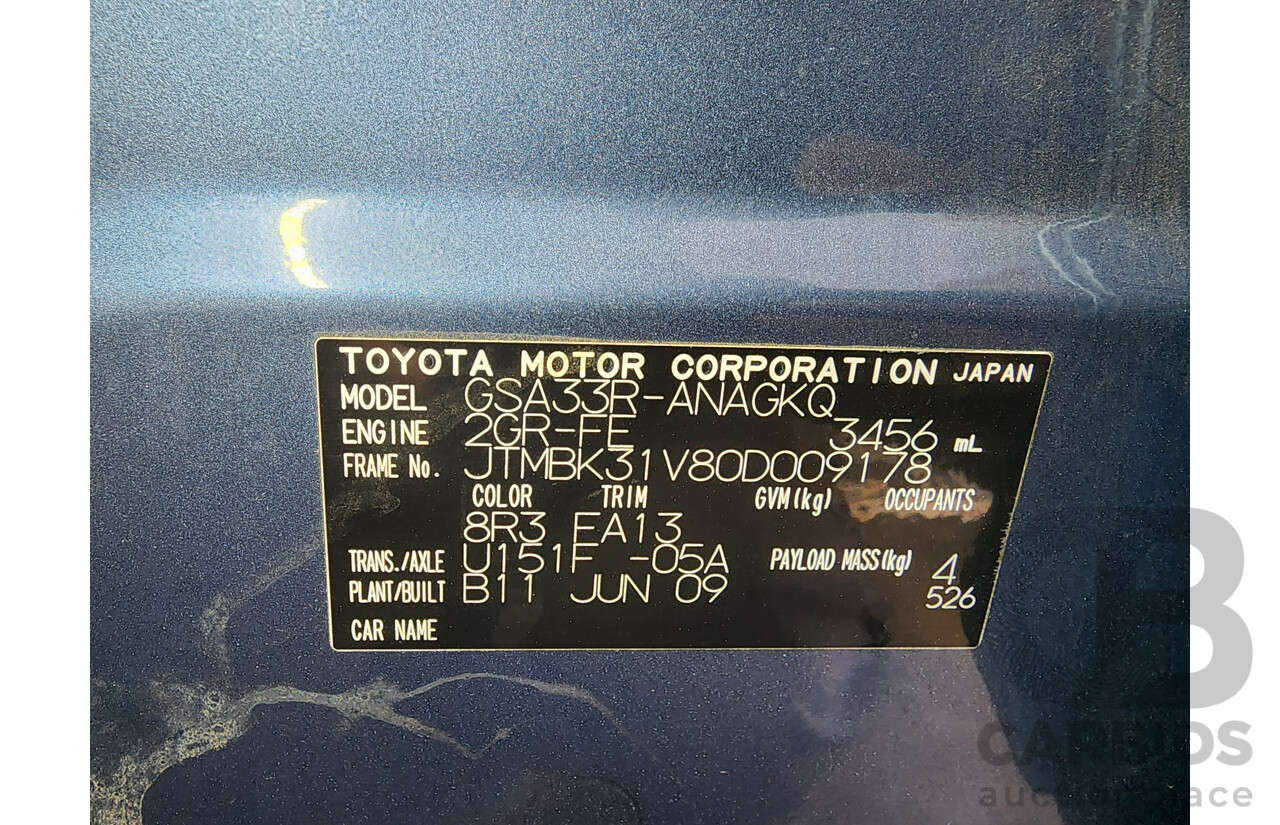 TOYOTA MOTOR CORPORATION JAPAN
MODEL GSA33R-ANAGKQ
ENGINE 2GR-FE 3456 mL
FRAME No. JTMBK31V80D009178
COLOR TRIM GVM(kg) OCCUPANTS
8R3 FA13
TRANS./AXLE U151F -05A PAYLOAD MASS(kg) 4
PLANT/BUILT B11 JUN 09 526
CAR NAME